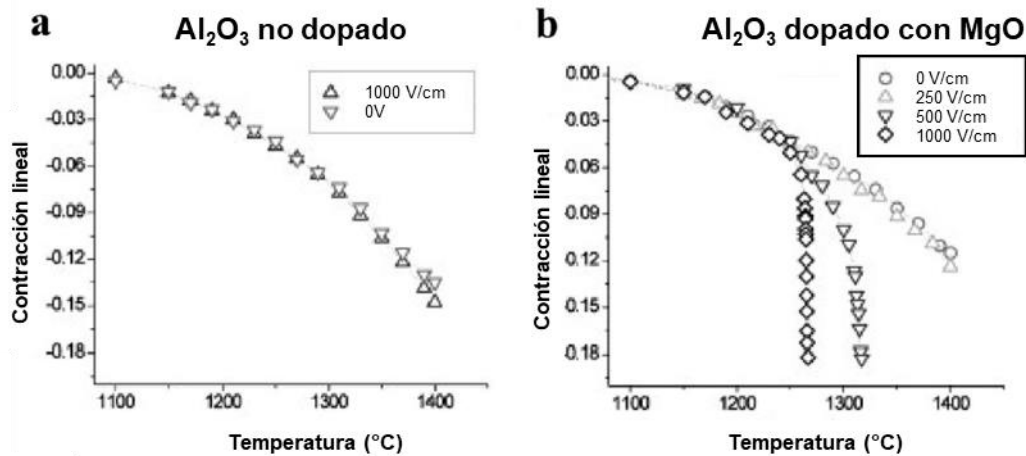 a
Al₂O₃ no dopado
0.00
-0.03
-0.06
-0.09
-0.12
-0.15
-0.18
1100
1200
1300
1400
Contracción lineal
Temperatura (°C)
1000 V/cm
0V
b
Al₂O₃ dopado con MgO
0.00
-0.03
-0.06
-0.09
-0.12
-0.15
-0.18
1100
1200
1300
1400
Contracción lineal
Temperatura (°C)
0 V/cm
250 V/cm
500 V/cm
1000 V/cm